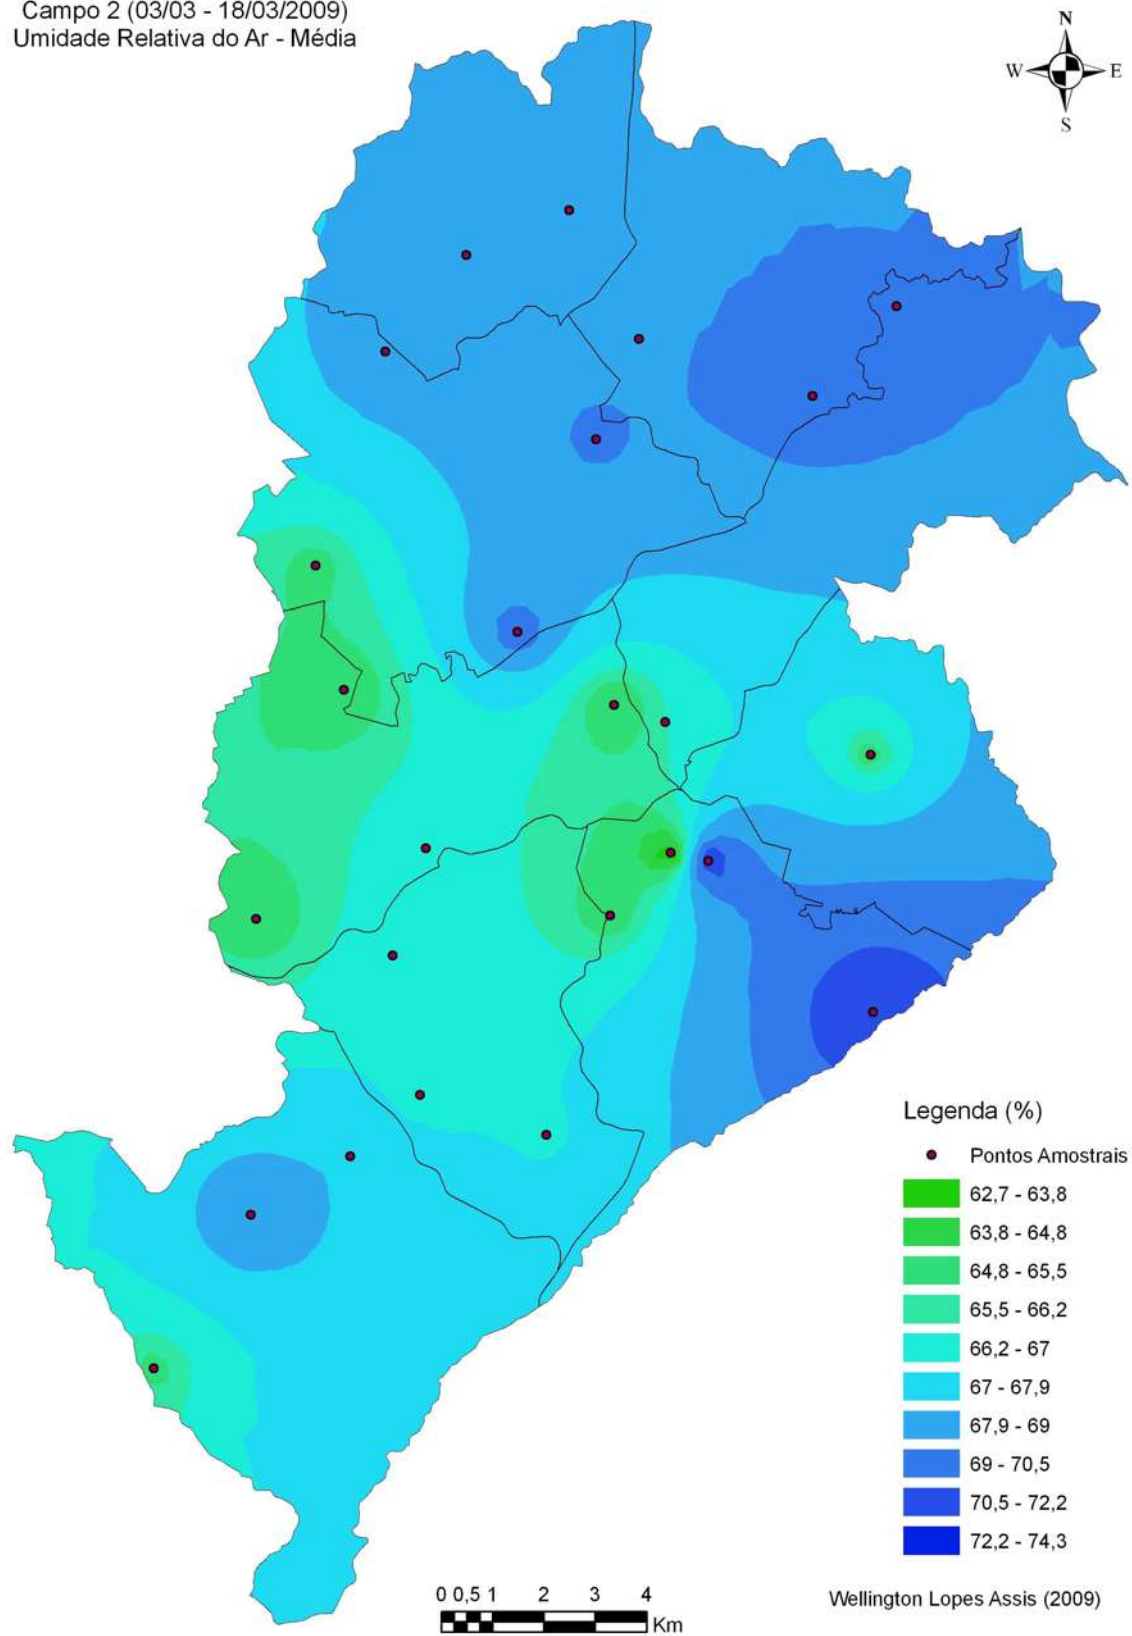 Campo 2 (03/03 - 18/03/2009)
Umidade Relativa do Ar - Média
N
W E
S
Legenda (%)
Pontos Amostrais
62,7 - 63,8
63,8 - 64,8
64,8 - 65,5
65,5 - 66,2
66,2 - 67
67 - 67,9
67,9 - 69
69 - 70,5
70,5 - 72,2
72,2 - 74,3
0 0,5 1 2 3 4
Km
Wellington Lopes Assis (2009)